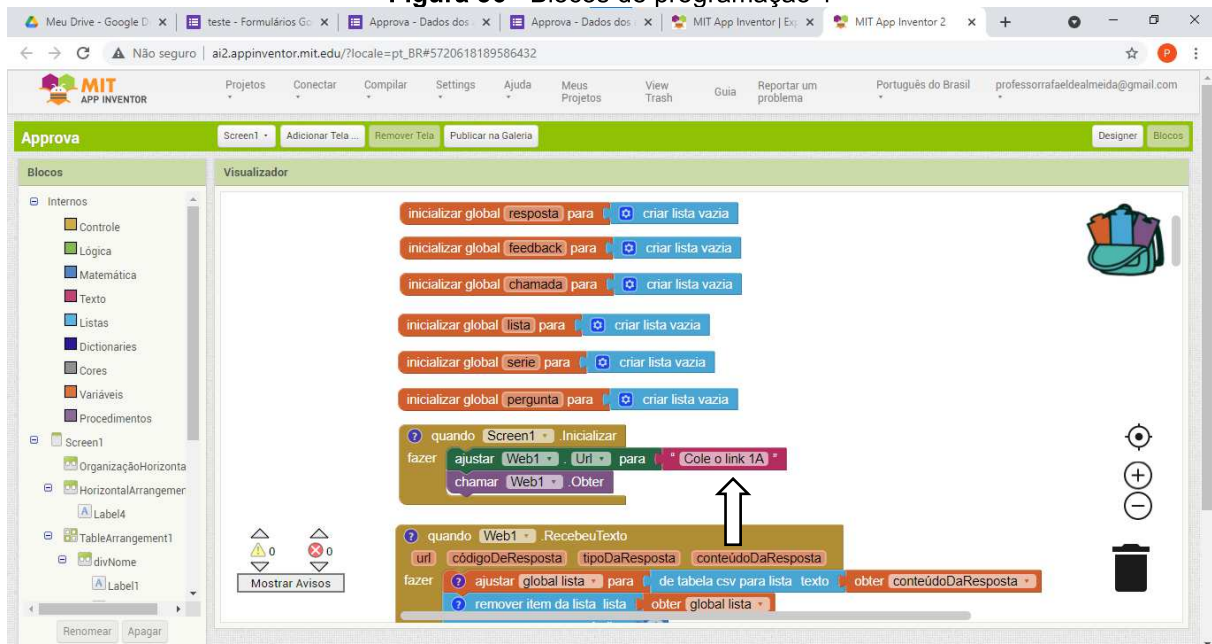 Meu Drive - Google D
teste - Formulários Go
Approva - Dados dos
Approva - Dados dos
MIT App Inventor | Exp
MIT App Inventor 2
Não seguro | ai2.appinventor.mit.edu/?locale=pt_BR#5720618189586432
P
MIT
APP INVENTOR
Projetos
Conectar
Compilar
Settings
Ajuda
Meus Projetos
View Trash
Guia
Reportar um problema
Português do Brasil
professorrafaeldealmeida@gmail.com
Approva
Screen1
Adicionar Tela ...
Remover Tela
Publicar na Galeria
Designer
Blocos
Blocos
Visualizador
Internos
Controle
Lógica
Matemática
Texto
Listas
Dictionaries
Cores
Variáveis
Procedimentos
Screen1
OrganizaçãoHorizonta
HorizontalArrangemer
Label4
TableArrangement1
divNome
Label1
Renomear
Apagar
inicializar global resposta para criar lista vazia
inicializar global feedback para criar lista vazia
inicializar global chamada para criar lista vazia
inicializar global lista para criar lista vazia
inicializar global serie para criar lista vazia
inicializar global pergunta para criar lista vazia
quando Screen1 .Inicializar
fazer ajustar Web1 . Url para " Cole o link 1A "
chamar Web1 .Obter
quando Web1 .RecebeuTexto
url códigoDeResposta tipoDaResposta conteúdoDaResposta
fazer ajustar global lista para de tabela csv para lista texto obter conteúdoDaResposta
remover item da lista lista obter global lista
0
0
Mostrar Avisos